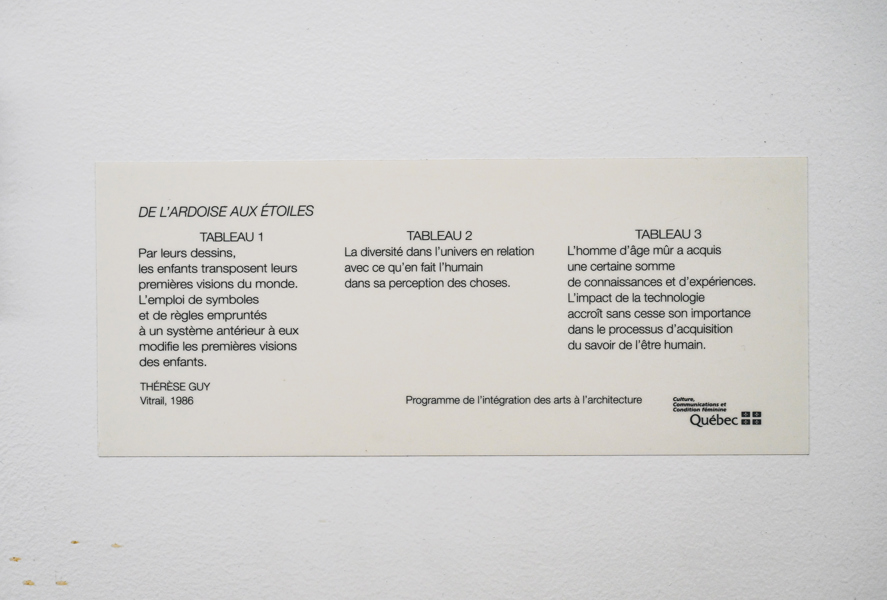 DE L'ARDOISE AUX ÉTOILES
TABLEAU 1
Par leurs dessins,
les enfants transposent leurs
premières visions du monde.
L'emploi de symboles
et de règles empruntés
à un système antérieur à eux
modifie les premières visions
des enfants.
TABLEAU 2
La diversité dans l'univers en relation
avec ce qu'en fait l'humain
dans sa perception des choses.
TABLEAU 3
L'homme d'âge mûr a acquis
une certaine somme
de connaissances et d'expériences.
L'impact de la technologie
accroît sans cesse son importance
dans le processus d'acquisition
du savoir de l'être humain.
THÉRÈSE GUY
Vitrail, 1986
Programme de l'intégration des arts à l'architecture
Culture,
Communications et
Condition féminine
Québec